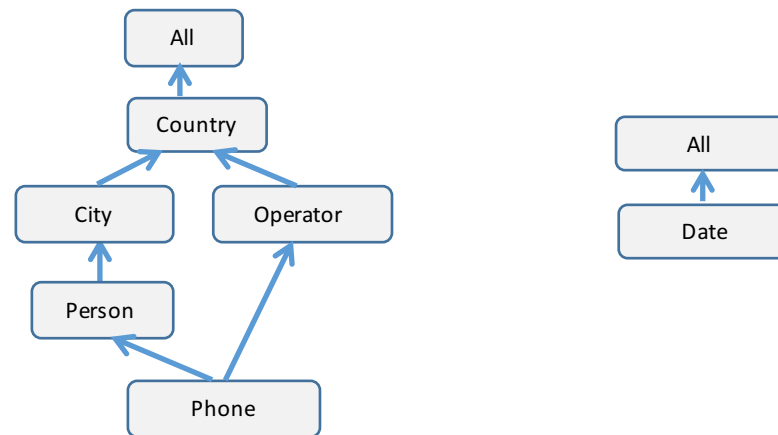 All
Country
City
Operator
Person
Phone
All
Date